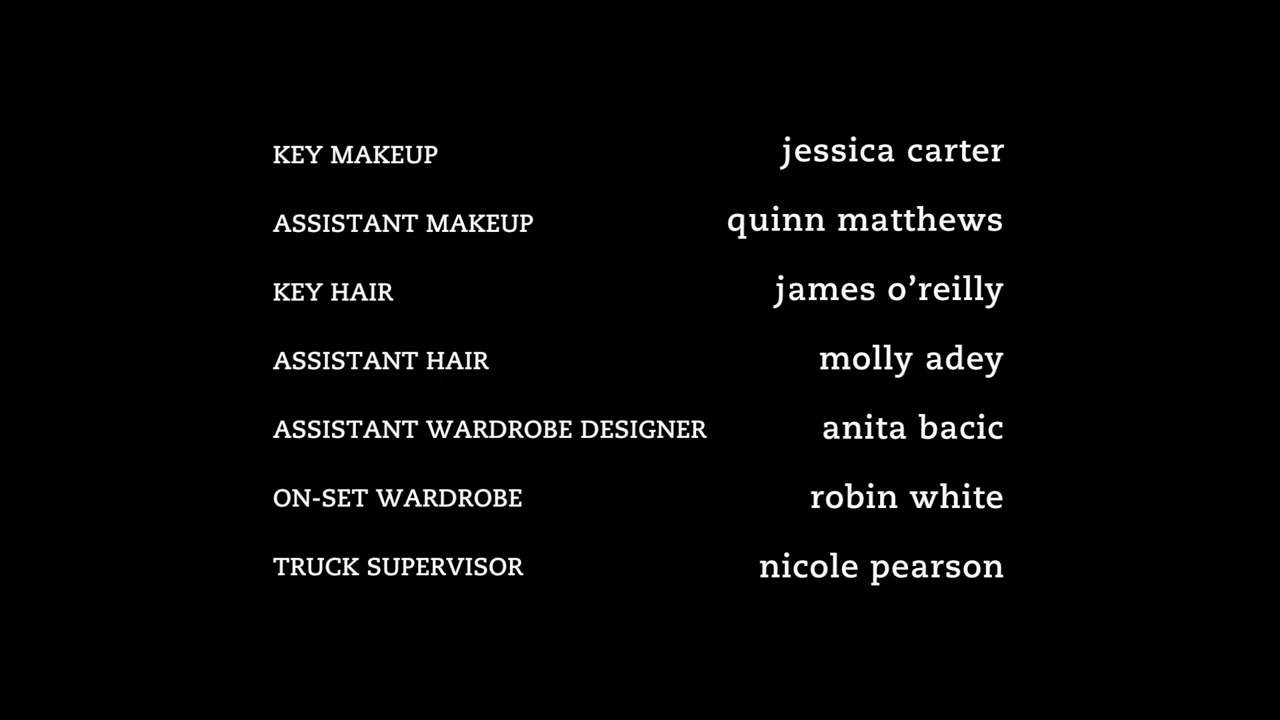 KEY MAKEUP jessica carter
ASSISTANT MAKEUP quinn matthews
KEY HAIR james o’reilly
ASSISTANT HAIR molly adey
ASSISTANT WARDROBE DESIGNER anita bacic
ON-SET WARDROBE robin white
TRUCK SUPERVISOR nicole pearson